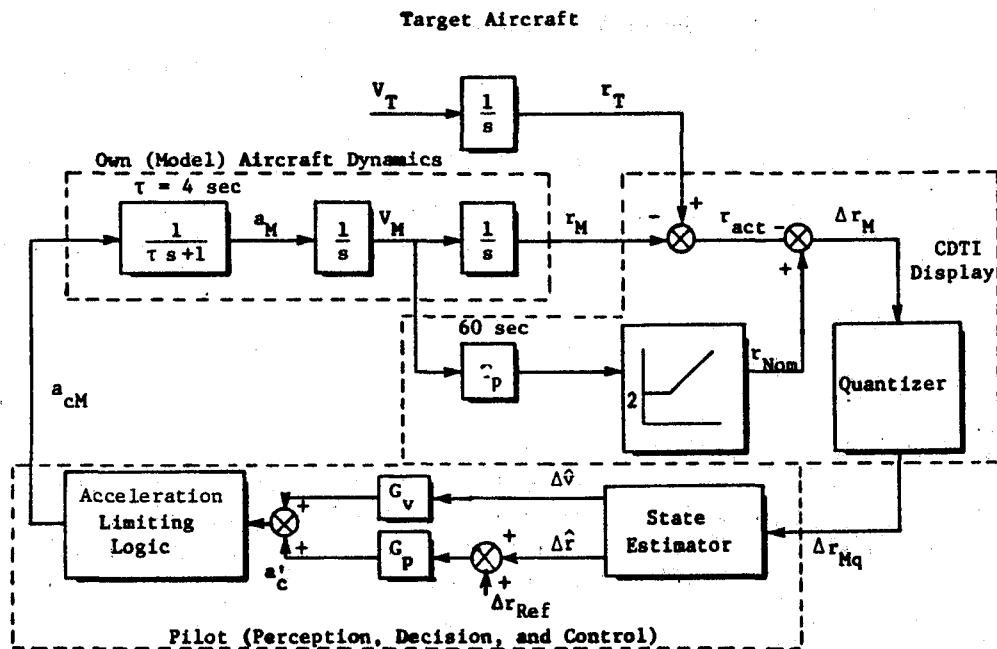 Target Aircraft
V_T
1/s
r_T
Own (Model) Aircraft Dynamics
τ = 4 sec
1/(τ s+1)
a_M
1/s
V_M
1/s
r_M
-
+
r_act
-
+
Δr_M
CDTI
Display
60 sec
2
r_Nom
Quantizer
a_cM
Acceleration
Limiting
Logic
+
+
a'_c
G_v
Δv̂
G_p
+
+
Δr̂
Δr_Ref
State
Estimator
Δr_Mq
Pilot (Perception, Decision, and Control)